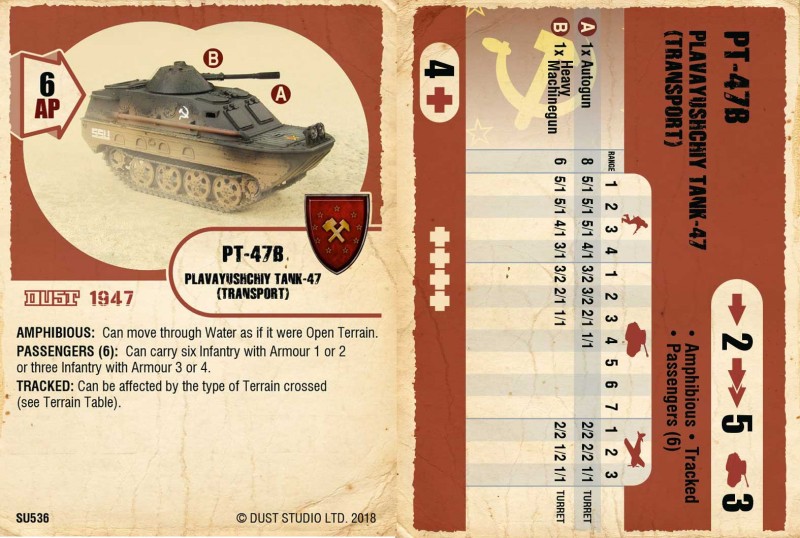 6
AP
B
A
SSSU
PT-47B
PLAVAYUSHCHIY TANK-47
(TRANSPORT)
DUST 1947
AMPHIBIOUS: Can move through Water as if it were Open Terrain.
PASSENGERS (6): Can carry six Infantry with Armour 1 or 2
or three Infantry with Armour 3 or 4.
TRACKED: Can be affected by the type of Terrain crossed
(see Terrain Table).
SU536
© DUST STUDIO LTD. 2018
PT-47B
PLAVAYUSHCHIY TANK-47
(TRANSPORT)
2 5 3
• Amphibious • Tracked
• Passengers (6)
RANGE 1 2 3 4 1 2 3 4 5 6 7 1 2 3
A 1x Autogun 8 5/1 5/1 5/1 4/1 3/2 3/2 2/1 1/1 2/2 2/2 1/1 TURRET
B 1x Heavy
Machinegun 6 5/1 5/1 4/1 3/1 3/2 2/1 1/1 2/2 1/2 1/1 TURRET
4